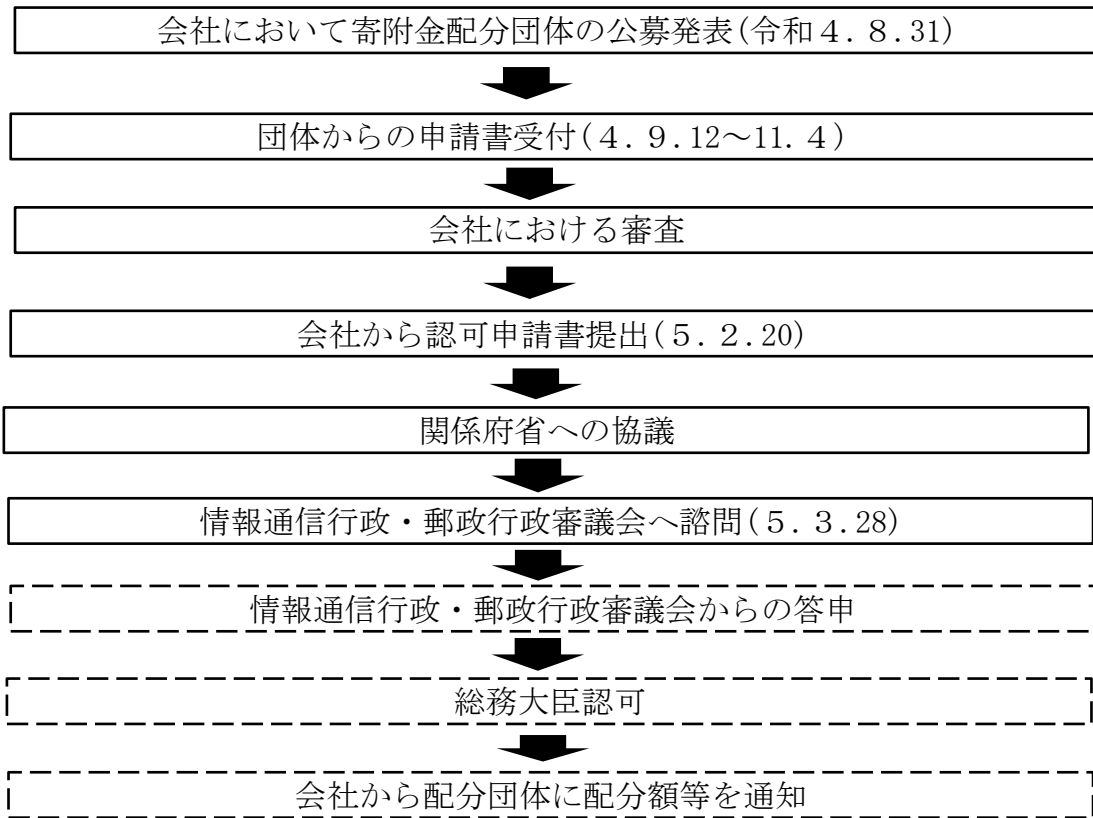 会社において寄附金配分団体の公募発表(令和４.８.31)
団体からの申請書受付(４.９.12～11.４)
会社における審査
会社から認可申請書提出(５.２.20)
関係府省への協議
情報通信行政・郵政行政審議会へ諮問(５.３.28)
情報通信行政・郵政行政審議会からの答申
総務大臣認可
会社から配分団体に配分額等を通知